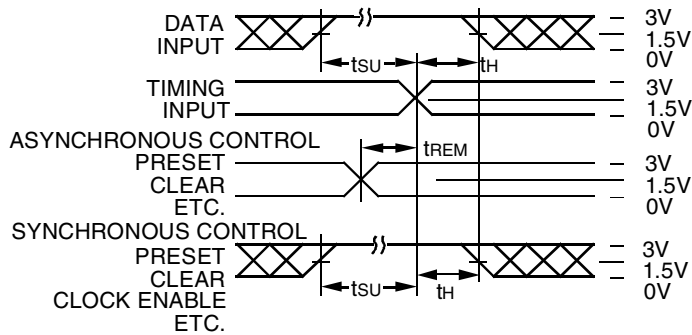 DATA
INPUT
3V
1.5V
0V
tSU
tH
TIMING
INPUT
3V
1.5V
0V
ASYNCHRONOUS CONTROL
PRESET
CLEAR
ETC.
tREM
3V
1.5V
0V
SYNCHRONOUS CONTROL
PRESET
CLEAR
CLOCK ENABLE
ETC.
tSU
tH
3V
1.5V
0V